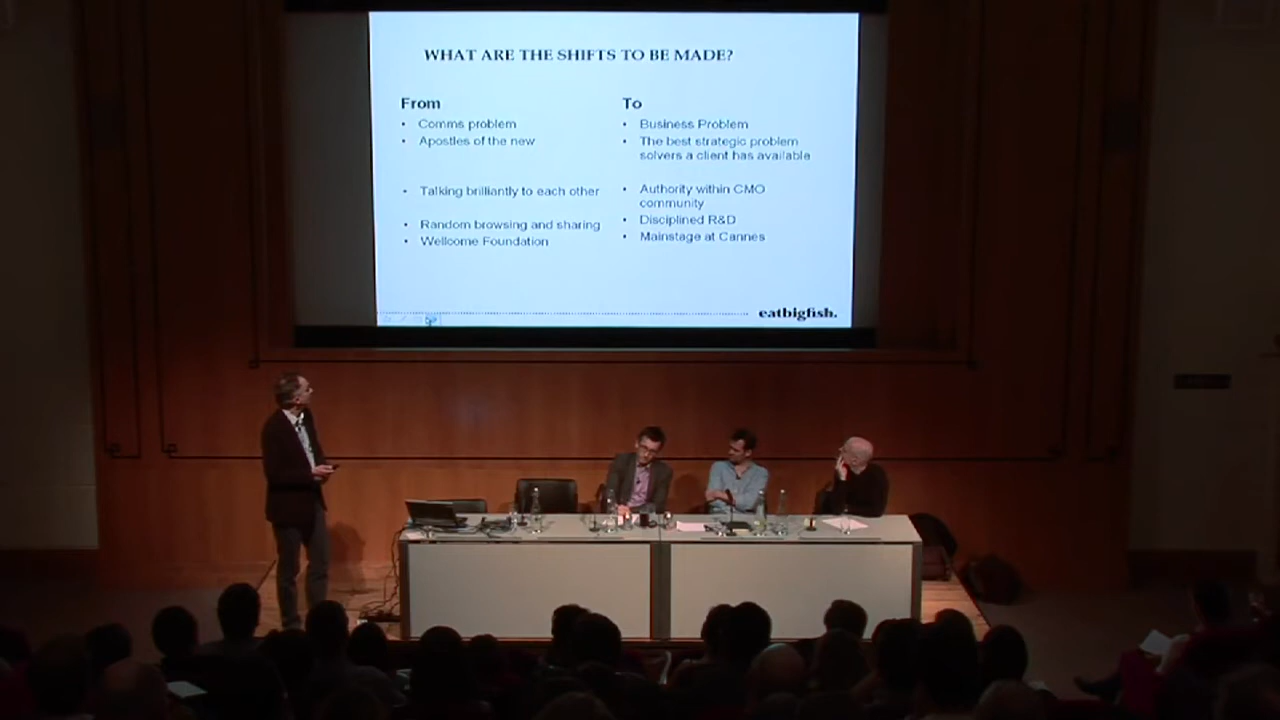 WHAT ARE THE SHIFTS TO BE MADE?
From
• Comms problem
• Apostles of the new
• Talking brilliantly to each other
• Random browsing and sharing
• Wellcome Foundation
To
• Business Problem
• The best strategic problem
solvers a client has available
• Authority within CMO
community
• Disciplined R&D
• Mainstage at Cannes
eatbigfish.